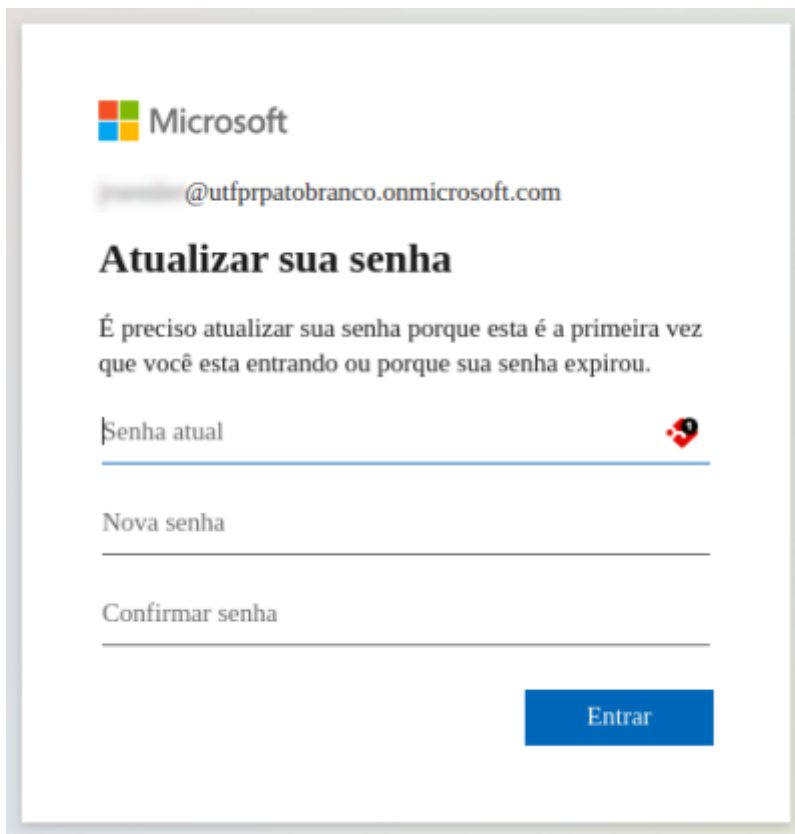 Microsoft
@utfprpatobranco.onmicrosoft.com
Atualizar sua senha
É preciso atualizar sua senha porque esta é a primeira vez
que você esta entrando ou porque sua senha expirou.
Senha atual
1
Nova senha
Confirmar senha
Entrar